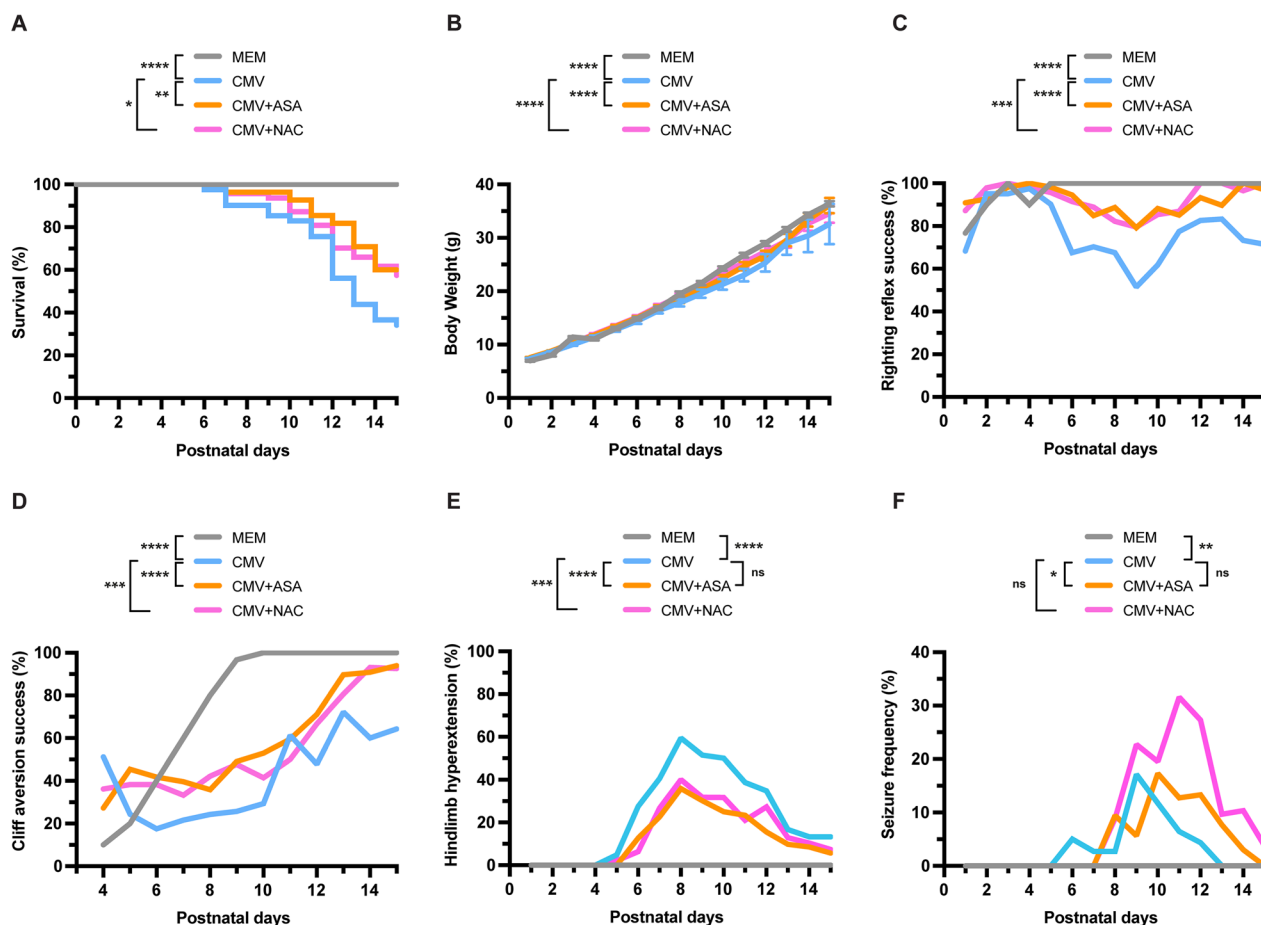 A
MEM
CMV
CMV+ASA
CMV+NAC
****
**
*
100
80
60
40
20
0
Survival (%)
0 2 4 6 8 10 12 14
Postnatal days
B
MEM
CMV
CMV+ASA
CMV+NAC
****
****
****
40
30
20
10
0
Body Weight (g)
0 2 4 6 8 10 12 14
Postnatal days
C
MEM
CMV
CMV+ASA
CMV+NAC
****
****
***
100
80
60
40
20
0
Righting reflex success (%)
0 2 4 6 8 10 12 14
Postnatal days
D
MEM
CMV
CMV+ASA
CMV+NAC
****
****
***
100
80
60
40
20
0
Cliff aversion success (%)
4 6 8 10 12 14
Postnatal days
E
MEM
CMV
CMV+ASA
CMV+NAC
****
****
***
ns
100
80
60
40
20
0
Hindlimb hyperextension (%)
0 2 4 6 8 10 12 14
Postnatal days
F
MEM
CMV
CMV+ASA
CMV+NAC
**
*
ns
ns
40
30
20
10
0
Seizure frequency (%)
0 2 4 6 8 10 12 14
Postnatal days